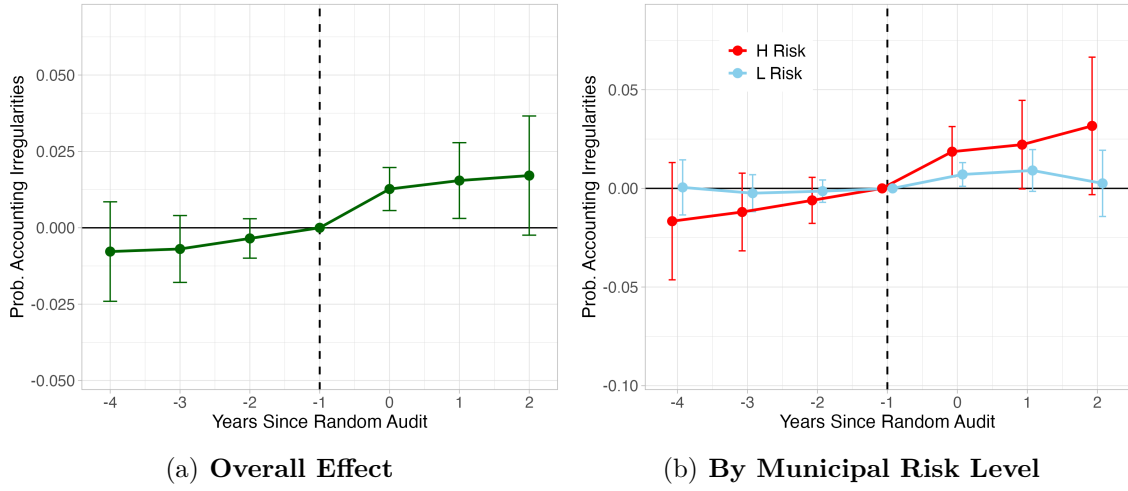 Prob. Accounting Irregularities
0.050
0.025
0.000
-0.025
-0.050
-4 -3 -2 -1 0 1 2
Years Since Random Audit
(a) Overall Effect
Prob. Accounting Irregularities
H Risk
L Risk
0.05
0.00
-0.05
-0.10
-4 -3 -2 -1 0 1 2
Years Since Random Audit
(b) By Municipal Risk Level